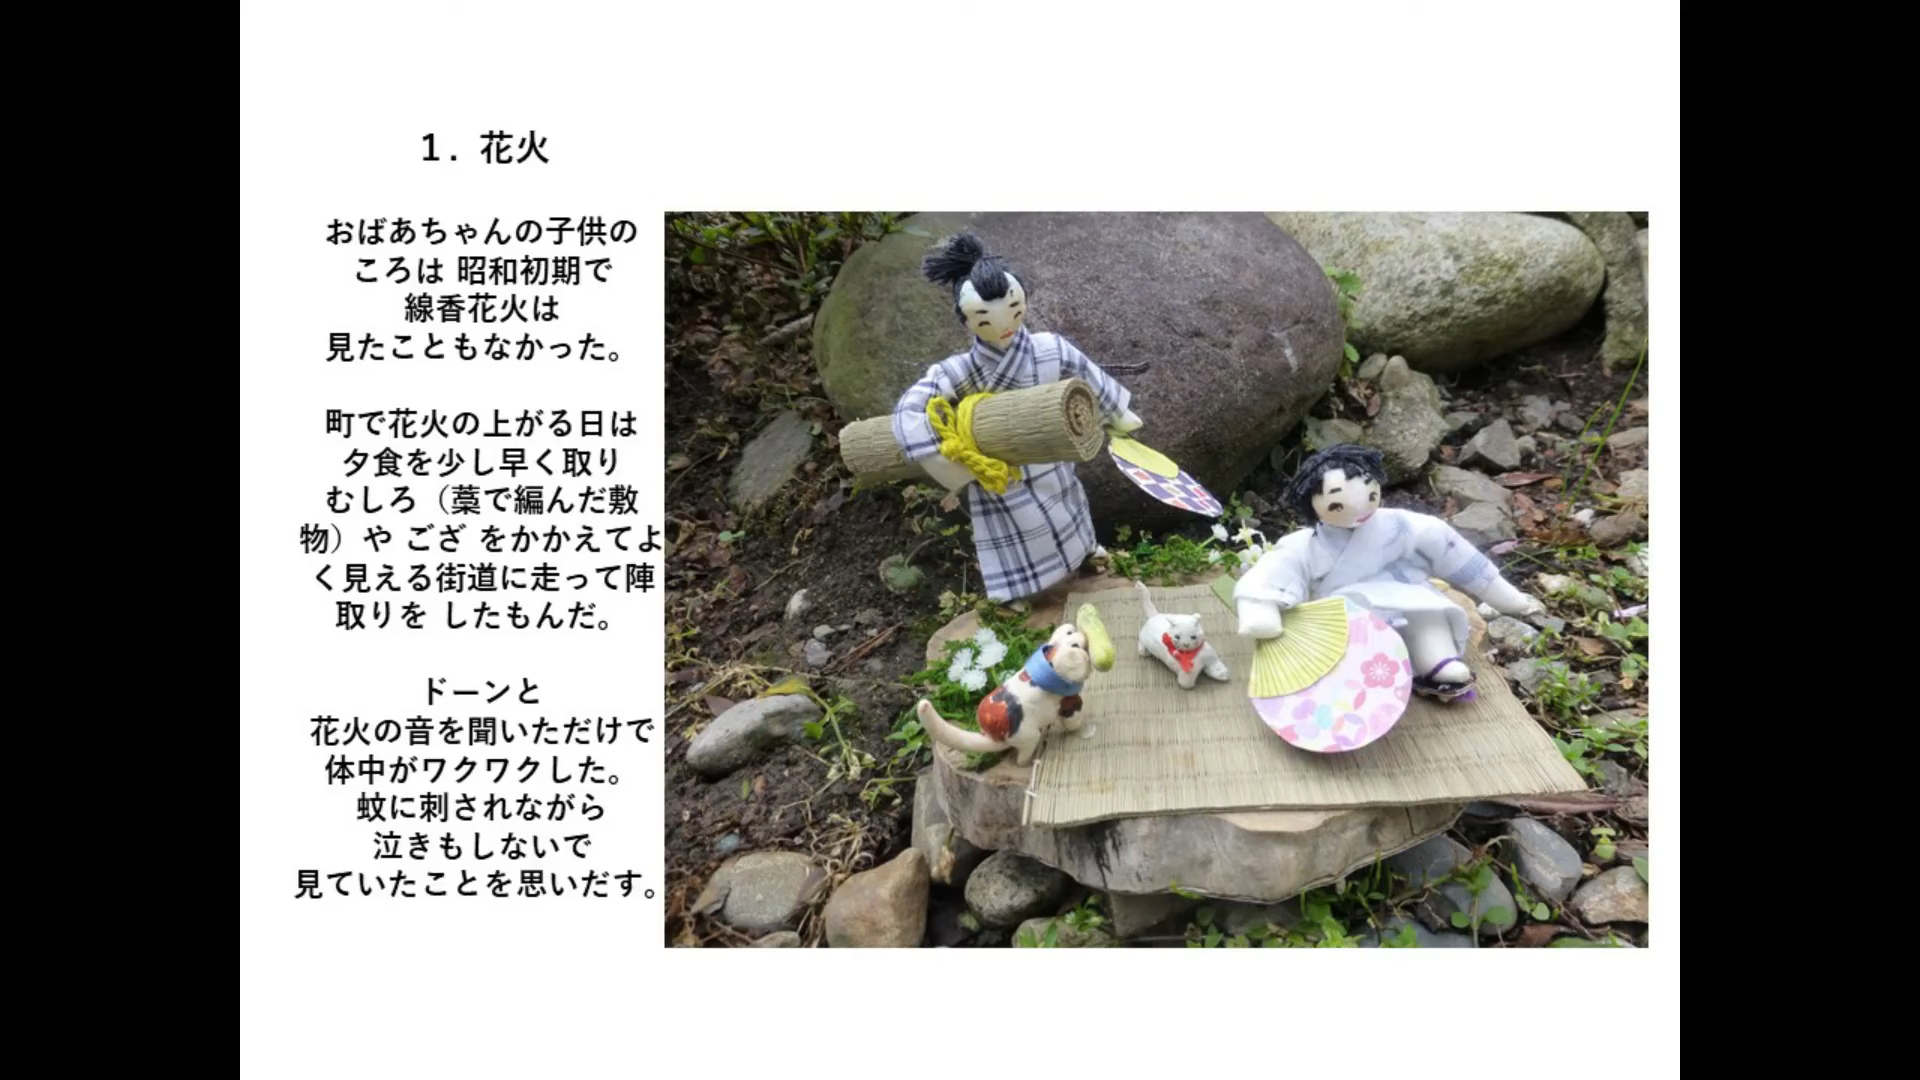 1. 花火
おばあちゃんの子供の
ころは 昭和初期で
線香花火は
見たこともなかった。
町で花火の上がる日は
夕食を少し早く取り
むしろ（藁で編んだ敷
物）や ござ をかかえてよ
く見える街道に走って陣
取りを したもんだ。
ドーンと
花火の音を聞いただけで
体中がワクワクした。
蚊に刺されながら
泣きもしないで
見ていたことを思いだす。